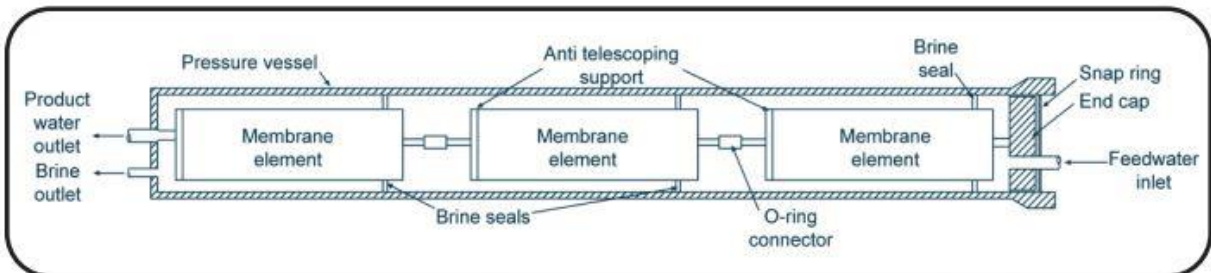 Pressure vessel
Anti telescoping
support
Brine
seal
Snap ring
End cap
Product
water
outlet
Brine
outlet
Membrane
element
Membrane
element
Membrane
element
Feedwater
inlet
Brine seals
O-ring
connector